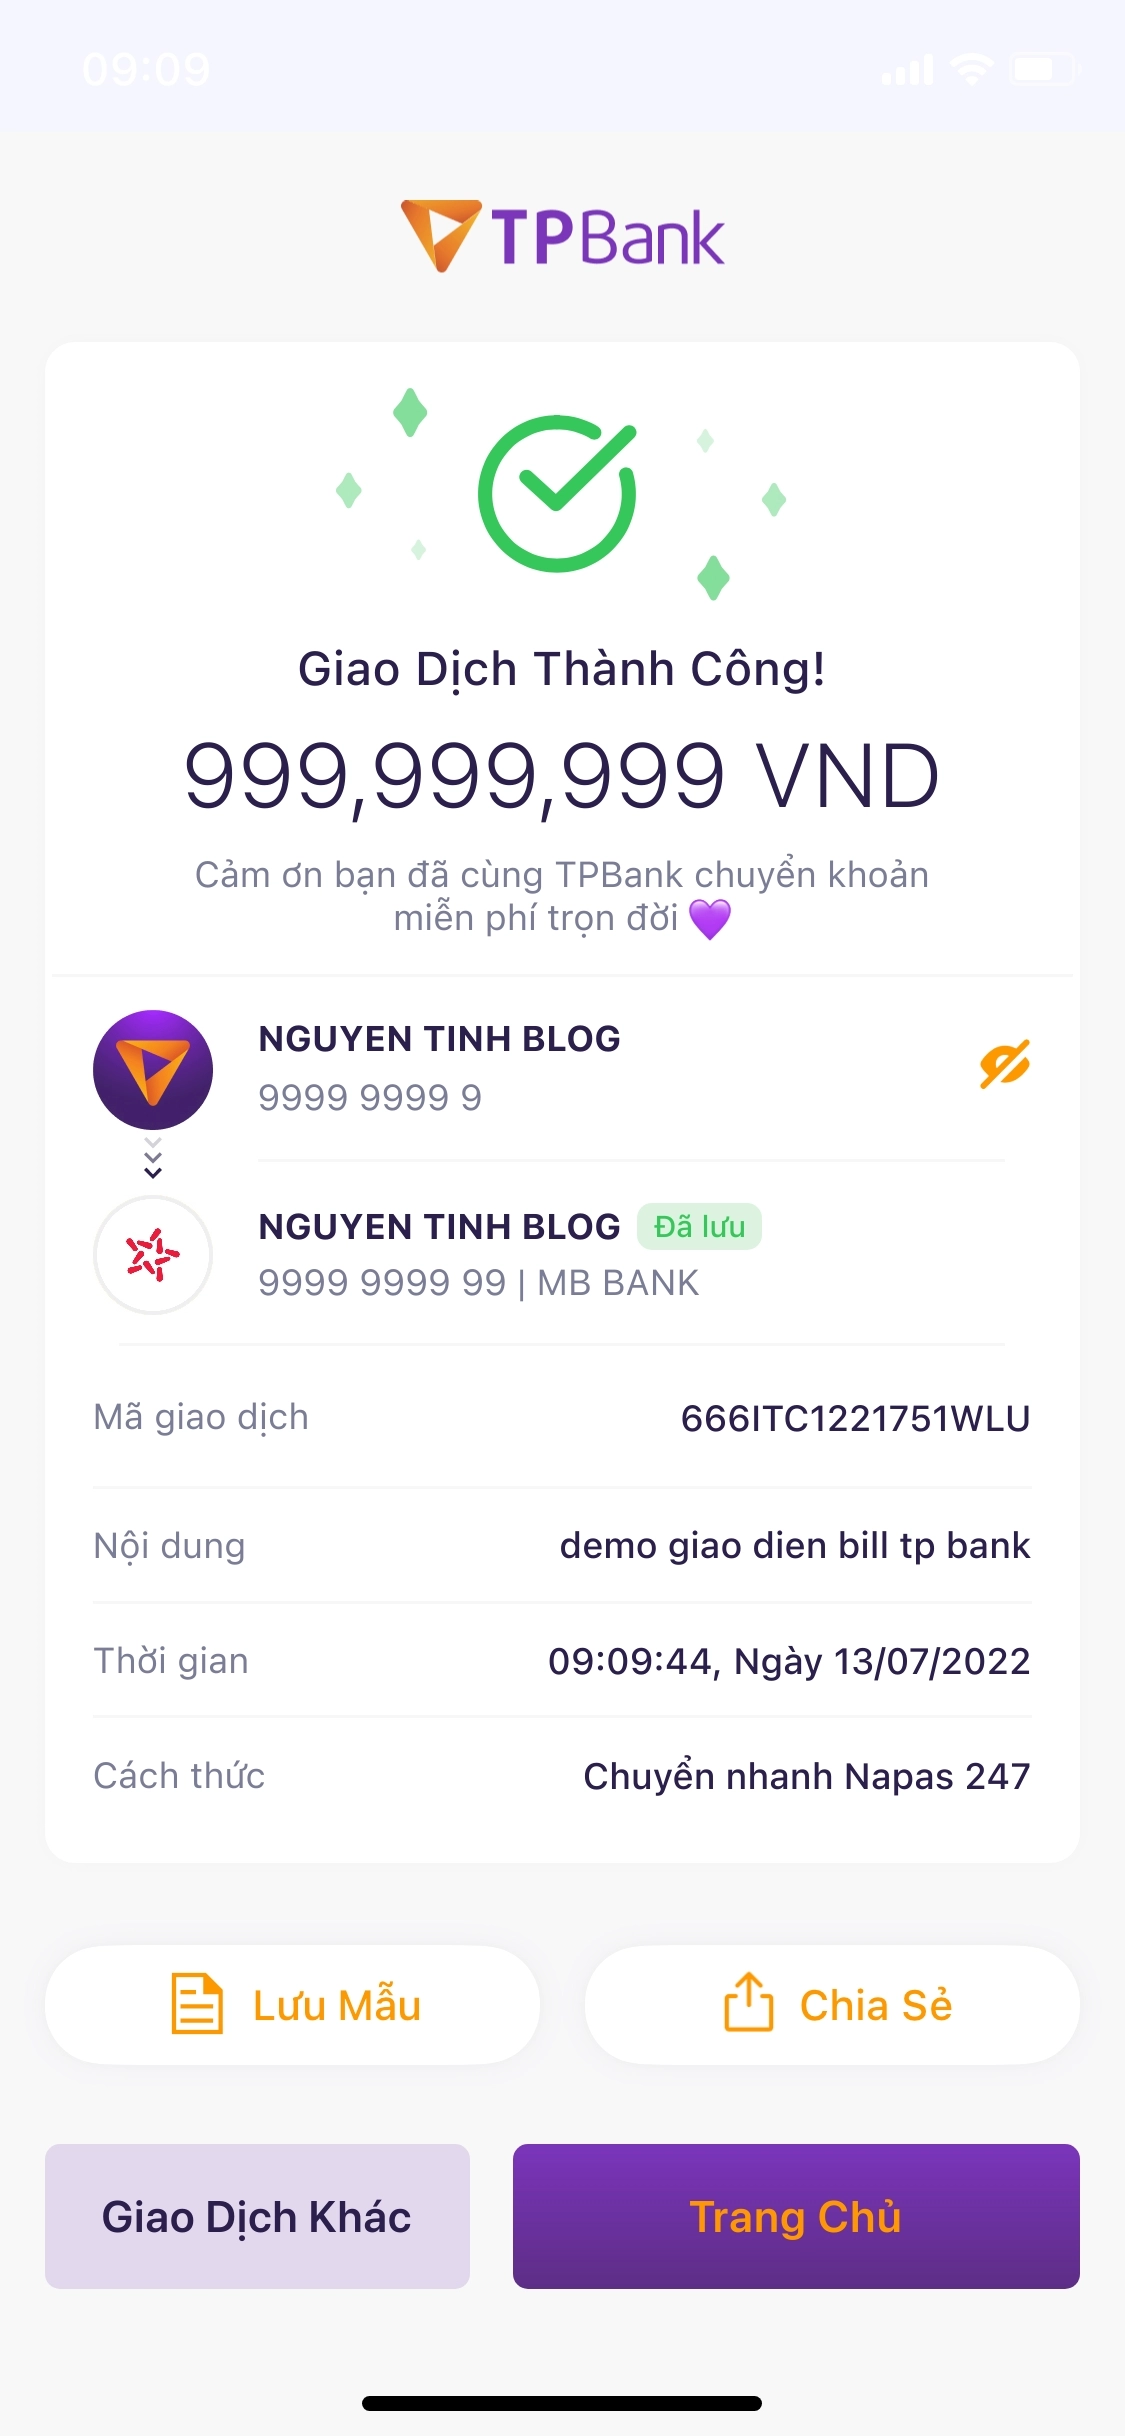 09:09
TPBank
Giao Dịch Thành Công!
999,999,999 VND
Cảm ơn bạn đã cùng TPBank chuyển khoản
miễn phí trọn đời 💜
NGUYEN TINH BLOG
9999 9999 9
NGUYEN TINH BLOG Đã lưu
9999 9999 99 | MB BANK
Mã giao dịch 666ITC1221751WLU
Nội dung demo giao dien bill tp bank
Thời gian 09:09:44, Ngày 13/07/2022
Cách thức Chuyển nhanh Napas 247
Lưu Mẫu Chia Sẻ
Giao Dịch Khác Trang Chủ